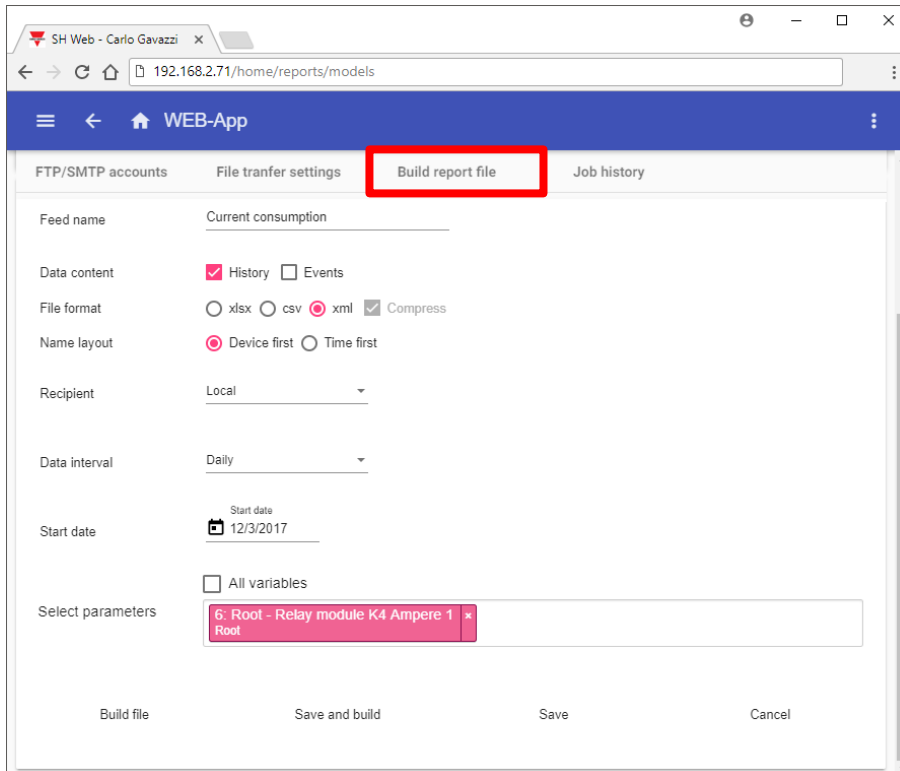 SH Web - Carlo Gavazzi
192.168.2.71/home/reports/models
WEB-App
FTP/SMTP accounts File tranfer settings Build report file Job history
Feed name Current consumption
Data content History Events
File format xlsx csv xml Compress
Name layout Device first Time first
Recipient Local
Data interval Daily
Start date
Start date 12/3/2017
All variables
Select parameters 6: Root - Relay module K4 Ampere 1 ×
Root
Build file Save and build Save Cancel